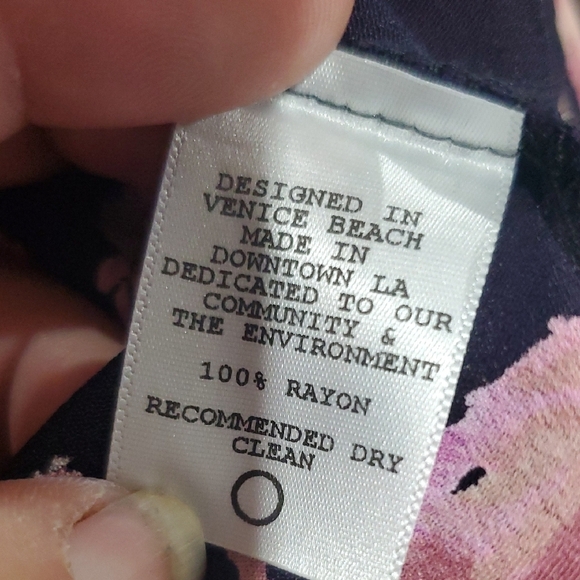 DESIGNED IN
VENICE BEACH
MADE IN
DOWNTOWN LA
DEDICATED TO OUR
COMMUNITY &
THE ENVIRONMENT
100% RAYON
RECOMMENDED DRY
CLEAN